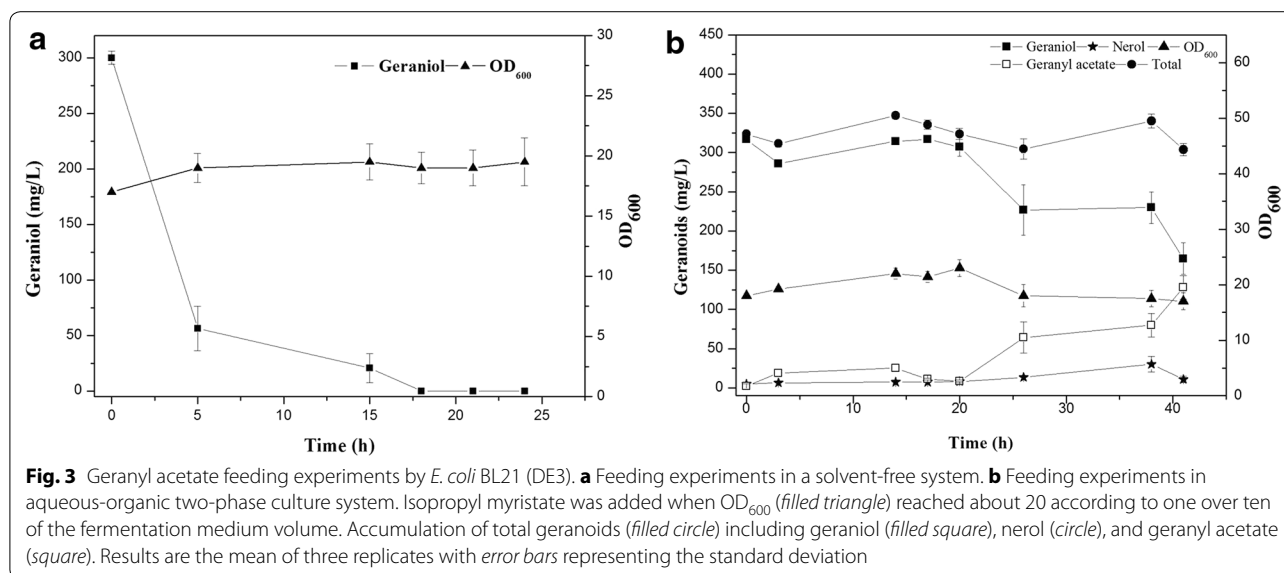 a
Geraniol OD600
Geraniol (mg/L)
300
250
200
150
100
50
0
30
25
20
15
10
5
0
OD600
0 5 10 15 20 25
Time (h)
b
Geraniol Nerol OD600
Geranyl acetate Total
Geranoids (mg/L)
450
400
350
300
250
200
150
100
50
25
0
60
50
40
30
20
10
0
OD600
0 10 20 30 40
Time (h)
Fig. 3 Geranyl acetate feeding experiments by E. coli BL21 (DE3). a Feeding experiments in a solvent-free system. b Feeding experiments in
aqueous-organic two-phase culture system. Isopropyl myristate was added when OD600 (filled triangle) reached about 20 according to one over ten
of the fermentation medium volume. Accumulation of total geranoids (filled circle) including geraniol (filled square), nerol (circle), and geranyl acetate
(square). Results are the mean of three replicates with error bars representing the standard deviation